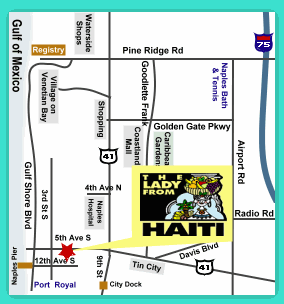 Gulf of Mexico
Waterside
Shops
75
Registry
Pine Ridge Rd
Village on
Venetian Bay
Goodlette Frank
Naples Bath
& Tennis
Shopping
Golden Gate Pkwy
Coastland
Mall
Caribbean
Gardens
Airport Rd
41
Gulf Shore Blvd
3rd St S
4th Ave N
Naples
Hospital
THE
LADY
FROM
HAITI
Radio Rd
5th Ave S
Naples Pier
12th Ave S
9th St
Davis Blvd
Tin City
41
Port Royal
City Dock